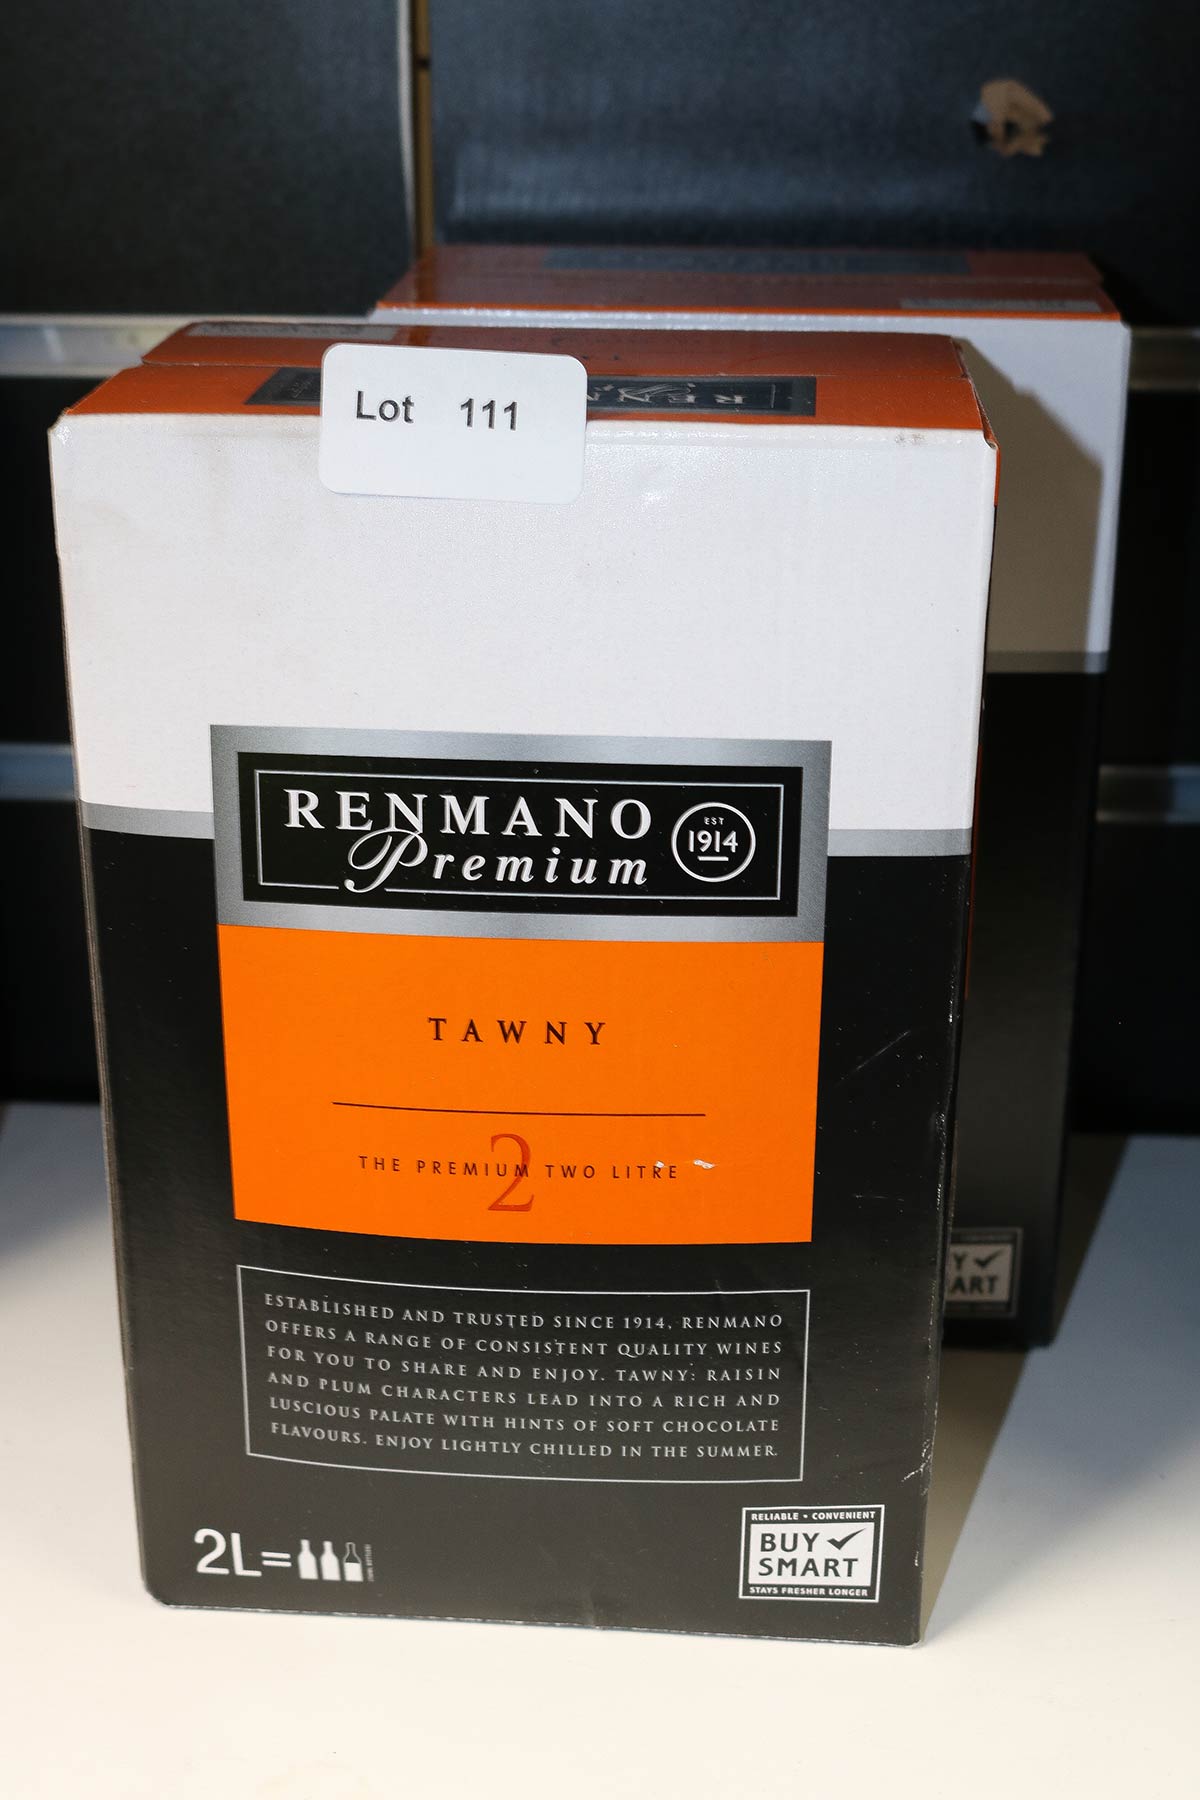 Lot 111
RENMANO
Premium
EST
1914
TAWNY
2
THE PREMIUM TWO LITRE
ESTABLISHED AND TRUSTED SINCE 1914, RENMANO
OFFERS A RANGE OF CONSISTENT QUALITY WINES
FOR YOU TO SHARE AND ENJOY. TAWNY: RAISIN
AND PLUM CHARACTERS LEAD INTO A RICH AND
LUSCIOUS PALATE WITH HINTS OF SOFT CHOCOLATE
FLAVOURS. ENJOY LIGHTLY CHILLED IN THE SUMMER.
2L=
RELIABLE • CONVENIENT
BUY
SMART
STAYS FRESHER LONGER
Y
ART